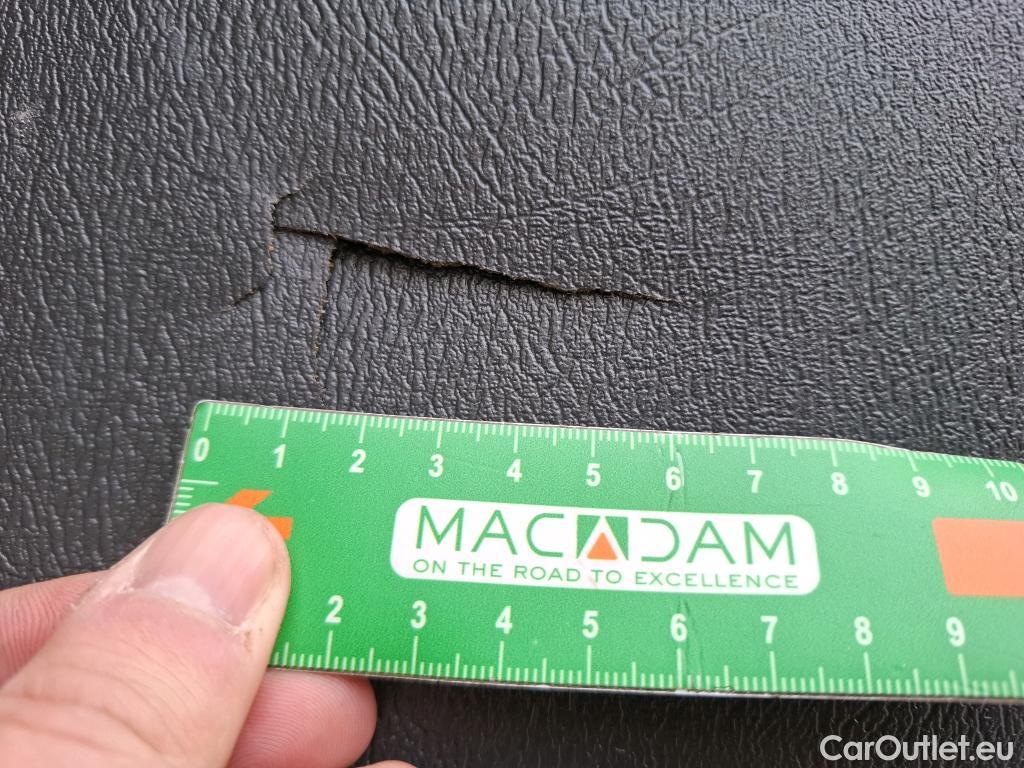 0 1 2 3 4 5 6 7 8 9 10
MACADAM
ON THE ROAD TO EXCELLENCE
2 3 4 5 6 7 8 9
CarOutlet.eu